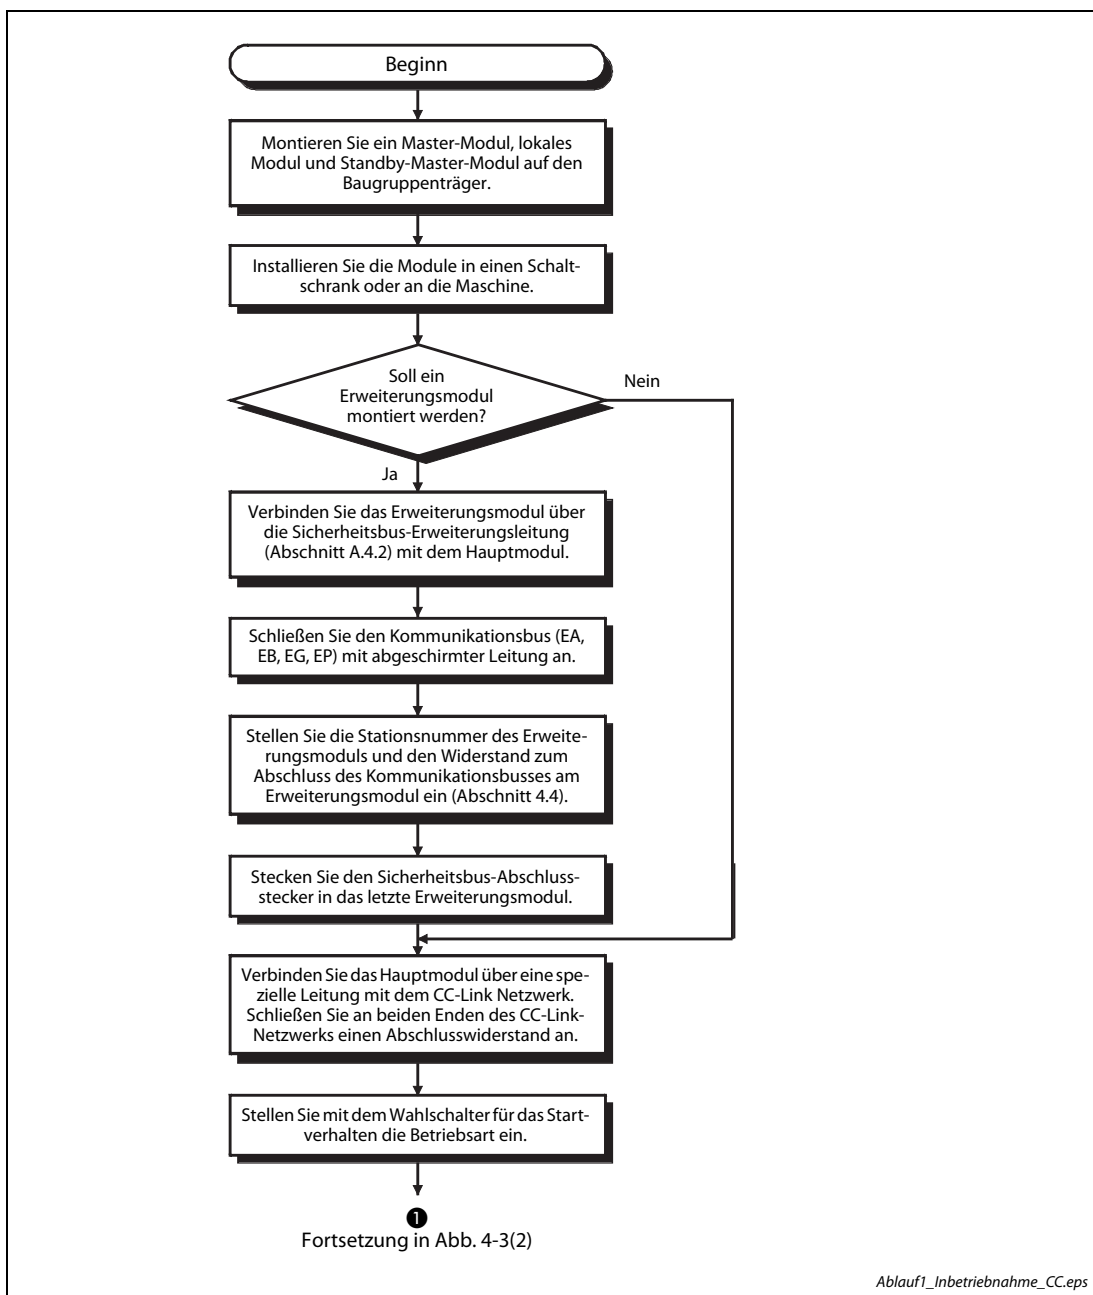 Beginn
Montieren Sie ein Master-Modul, lokales
Modul und Standby-Master-Modul auf den
Baugruppenträger.
Installieren Sie die Module in einen Schalt-
schrank oder an die Maschine.
Soll ein
Erweiterungsmodul
montiert werden?
Nein
Ja
Verbinden Sie das Erweiterungsmodul über
die Sicherheitsbus-Erweiterungsleitung
(Abschnitt A.4.2) mit dem Hauptmodul.
Schließen Sie den Kommunikationsbus (EA,
EB, EG, EP) mit abgeschirmter Leitung an.
Stellen Sie die Stationsnummer des Erweite-
rungsmoduls und den Widerstand zum
Abschluss des Kommunikationsbusses am
Erweiterungsmodul ein (Abschnitt 4.4).
Stecken Sie den Sicherheitsbus-Abschluss-
stecker in das letzte Erweiterungsmodul.
Verbinden Sie das Hauptmodul über eine spe-
zielle Leitung mit dem CC-Link Netzwerk.
Schließen Sie an beiden Enden des CC-Link-
Netzwerks einen Abschlusswiderstand an.
Stellen Sie mit dem Wahlschalter für das Start-
verhalten die Betriebsart ein.
❶
Fortsetzung in Abb. 4-3(2)
Ablauf1_Inbetriebnahme_CC.eps